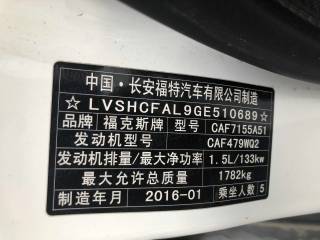 中国·长安福特汽车有限公司制造
☆LVSHCFAL9GE510689☆
品牌 福克斯牌 型号 CAF7155A51
发动机型号 CAF479WQ2
发动机排量/最大净功率 1.5L/133kw
最大允许总质量 1782kg
制造年月 2016-01 乘坐人数 5